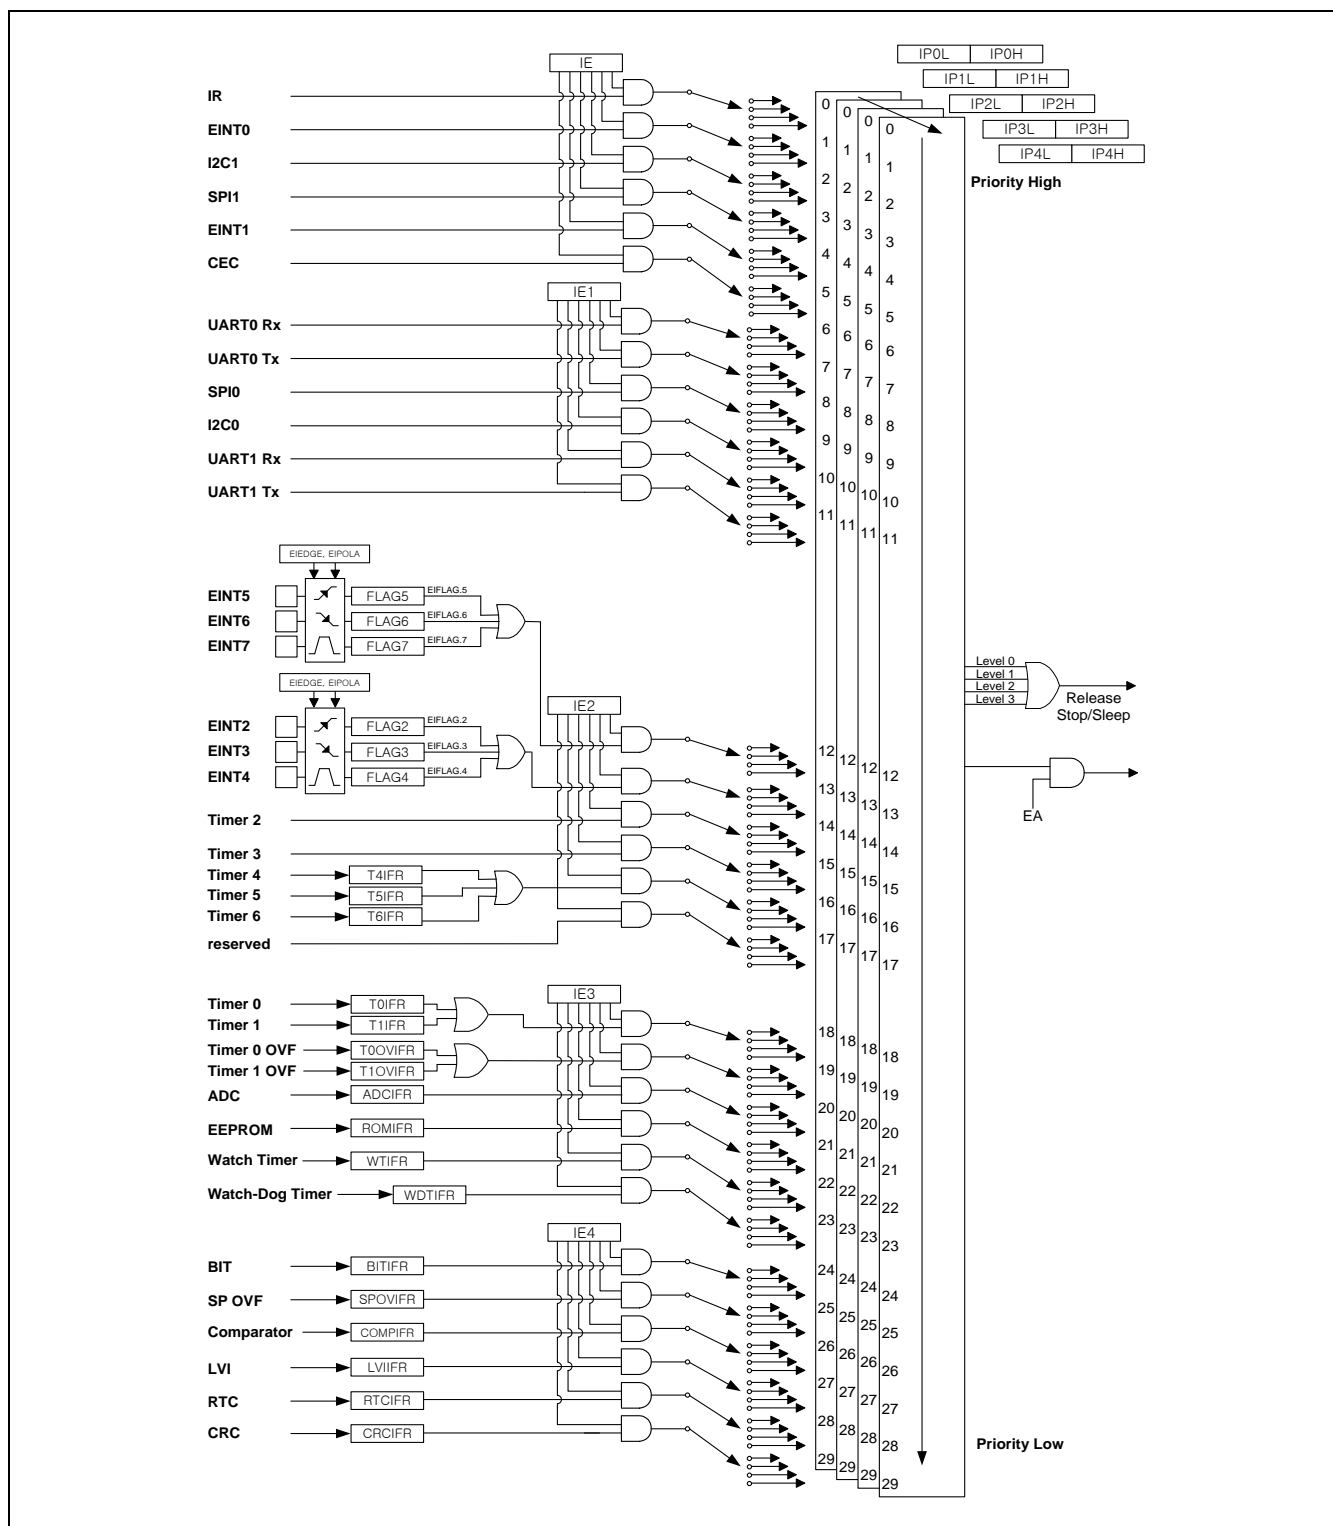 IP0L IP0H
IP1L IP1H
IP2L IP2H
IP3L IP3H
IP4L IP4H
Priority High
IE
IR
EINT0
I2C1
SPI1
EINT1
CEC
IE1
UART0 Rx
UART0 Tx
SPI0
I2C0
UART1 Rx
UART1 Tx
0 0 0 0
1 1 1 1
2 2 2 2
3 3 3 3
4 4 4 4
5 5 5 5
6 6 6 6
7 7 7 7
8 8 8 8
9 9 9 9
10 10 10 10
11 11 11 11
EIEDGE, EIPOLA
EINT5 FLAG5 EIFLAG.5
EINT6 FLAG6 EIFLAG.6
EINT7 FLAG7 EIFLAG.7
EIEDGE, EIPOLA
IE2
EINT2 FLAG2 EIFLAG.2
EINT3 FLAG3 EIFLAG.3
EINT4 FLAG4 EIFLAG.4
Timer 2
Timer 3
Timer 4 T4IFR
Timer 5 T5IFR
Timer 6 T6IFR
reserved
12 12 12 12
13 13 13 13
14 14 14 14
15 15 15 15
16 16 16 16
17 17 17 17
Level 0
Level 1
Level 2
Level 3
Release
Stop/Sleep
EA
IE3
Timer 0 T0IFR
Timer 1 T1IFR
Timer 0 OVF T0OVIFR
Timer 1 OVF T1OVIFR
ADC ADCIFR
EEPROM ROMIFR
Watch Timer WTIFR
Watch-Dog Timer WDTIFR
18 18 18 18
19 19 19 19
20 20 20 20
21 21 21 21
22 22 22 22
23 23 23 23
IE4
BIT BITIFR
SP OVF SPOVIFR
Comparator COMPIFR
LVI LVIIFR
RTC RTCIFR
CRC CRCIFR
24 24 24 24
25 25 25 25
26 26 26 26
27 27 27 27
28 28 28 28
29 29 29 29
Priority Low